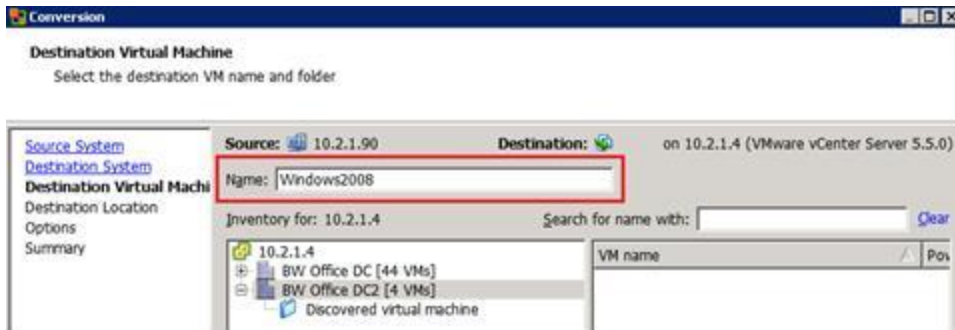 Conversion
Destination Virtual Machine
Select the destination VM name and folder
Source System
Destination System
Destination Virtual Machi
Destination Location
Options
Summary
Source: 10.2.1.90 Destination: on 10.2.1.4 (VMware vCenter Server 5.5.0)
Name: Windows2008
Inventory for: 10.2.1.4 Search for name with: Clear
10.2.1.4
BW Office DC [44 VMs]
BW Office DC2 [4 VMs]
Discovered virtual machine
VM name Pow